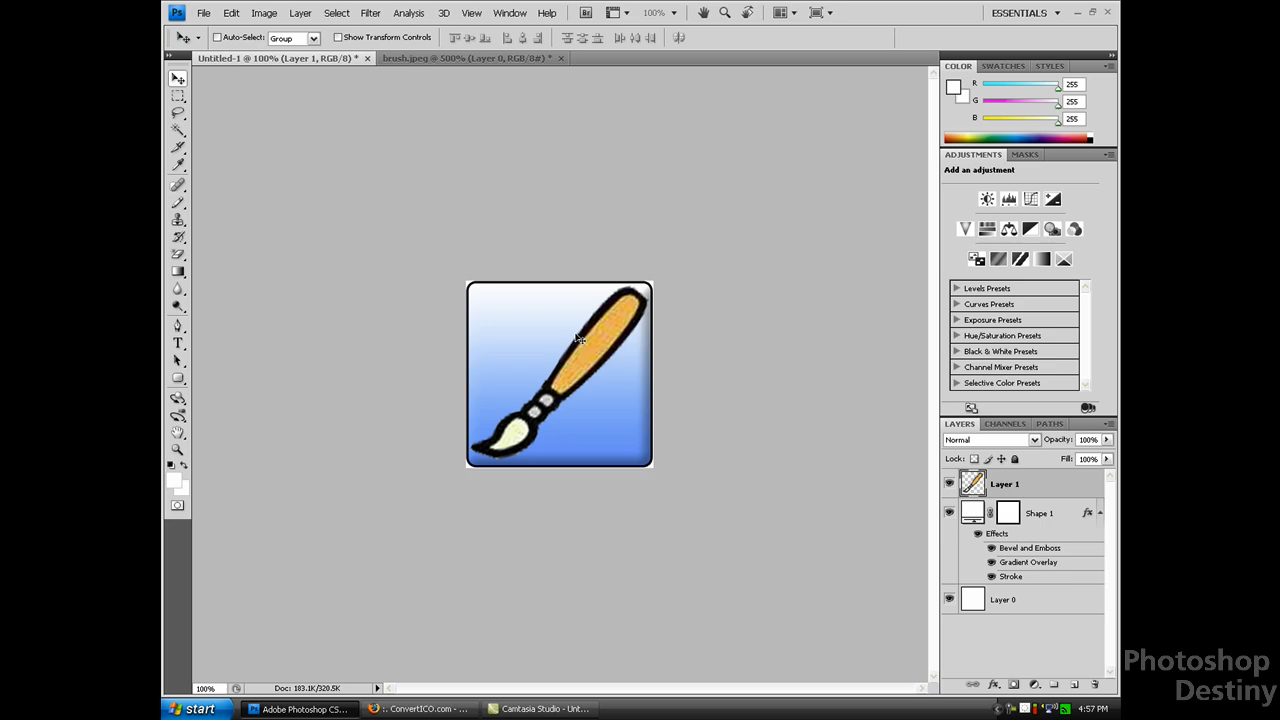 Ps File Edit Image Layer Select Filter Analysis 3D View Window Help Br 100% ESSENTIALS
Auto-Select: Group Show Transform Controls
Untitled-1 @ 100% (Layer 1, RGB/8) * brush.jpeg @ 500% (Layer 0, RGB/8#) *
COLOR SWATCHES STYLES
R 255
G 255
B 255
ADJUSTMENTS MASKS
Add an adjustment
Levels Presets
Curves Presets
Exposure Presets
Hue/Saturation Presets
Black & White Presets
Channel Mixer Presets
Selective Color Presets
LAYERS CHANNELS PATHS
Normal Opacity: 100%
Lock: Fill: 100%
Layer 1
Shape 1 fx
Effects
Bevel and Emboss
Gradient Overlay
Stroke
Layer 0
T
100% Doc: 183.1K/320.5K
fx.
start Ps Adobe Photoshop CS... :. ConvertICO.com - ... Camtasia Studio - Unt... 4:57 PM
Photoshop
Destiny